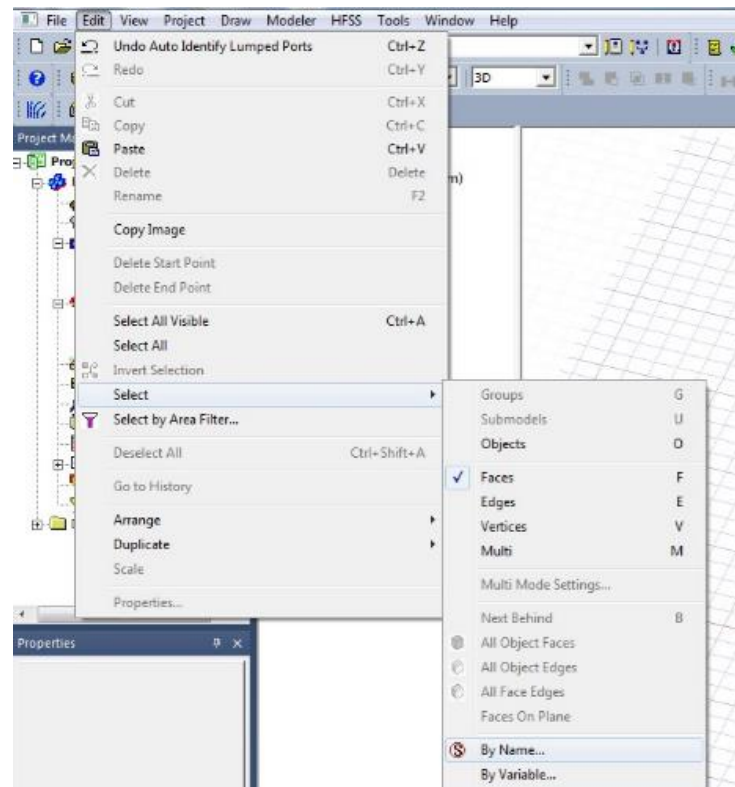 File Edit View Project Draw Modeler HFSS Tools Window Help
Undo Auto Identify Lumped Ports Ctrl+Z
Redo Ctrl+Y
3D
Cut Ctrl+X
Copy Ctrl+C
Project
Paste Ctrl+V
Delete Delete
m)
Rename F2
Copy Image
Delete Start Point
Delete End Point
Select All Visible Ctrl+A
Select All
Invert Selection
Select
Groups G
Select by Area Filter...
Submodels U
Objects O
Deselect All Ctrl+Shift+A
Faces F
Go to History
Edges E
Arrange
Vertices V
Duplicate
Multi M
Scale
Multi Mode Settings...
Properties...
Next Behind B
Properties
All Object Faces
All Object Edges
All Face Edges
Faces On Plane
By Name...
By Variable...